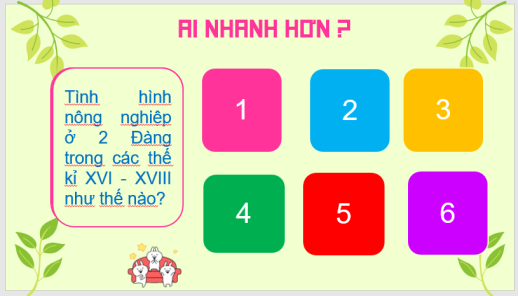 AI NHANH HƠN ?
Tình hình
nông nghiệp
ở 2 Đàng
trong các thế
kỉ XVI - XVIII
như thế nào?
1
2
3
4
5
6